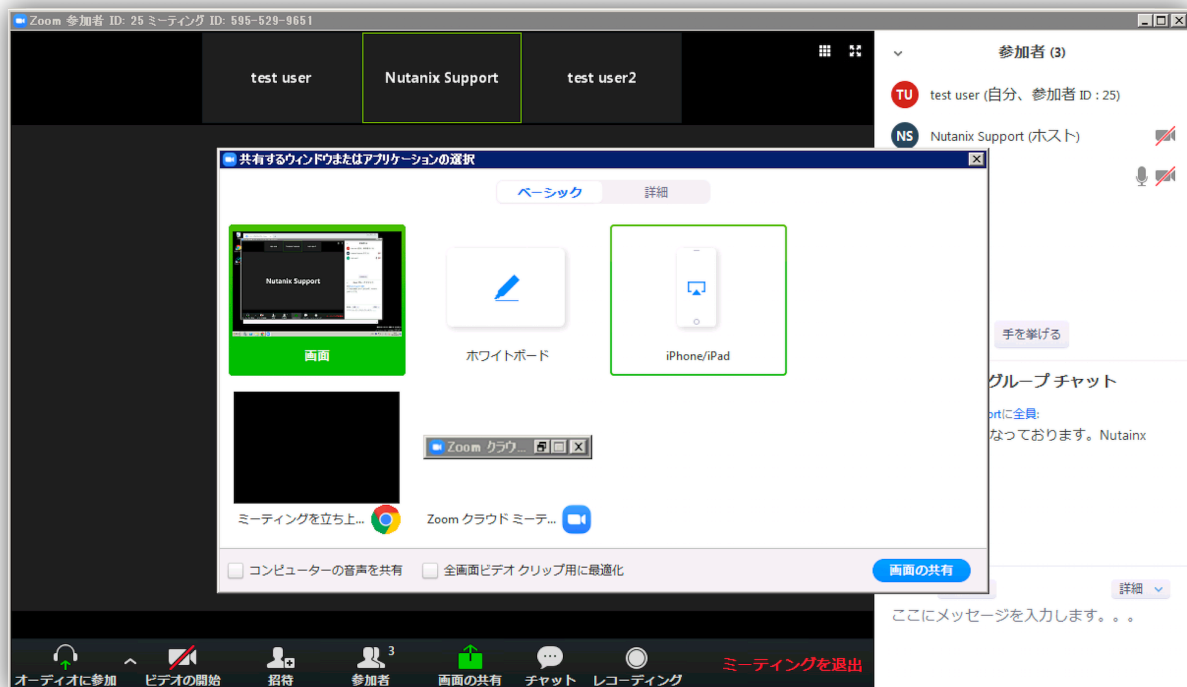 Zoom 参加者 ID: 25 ミーティング ID: 595-529-9651
test user
Nutanix Support
test user2
参加者 (3)
TU test user (自分、参加者 ID : 25)
NS Nutanix Support (ホスト)
共有するウィンドウまたはアプリケーションの選択
ベーシック
詳細
Nutanix Support
画面
ホワイトボード
iPhone/iPad
Zoom クラウ...
ミーティングを立ち上...
Zoom クラウド ミーテ...
コンピューターの音声を共有
全画面ビデオ クリップ用に最適化
画面の共有
手を挙げる
グループ チャット
rtに全員:
なっております。Nutainx
詳細
ここにメッセージを入力します。。。
オーディオに参加
ビデオの開始
招待
参加者
3
画面の共有
チャット
レコーディング
ミーティングを退出